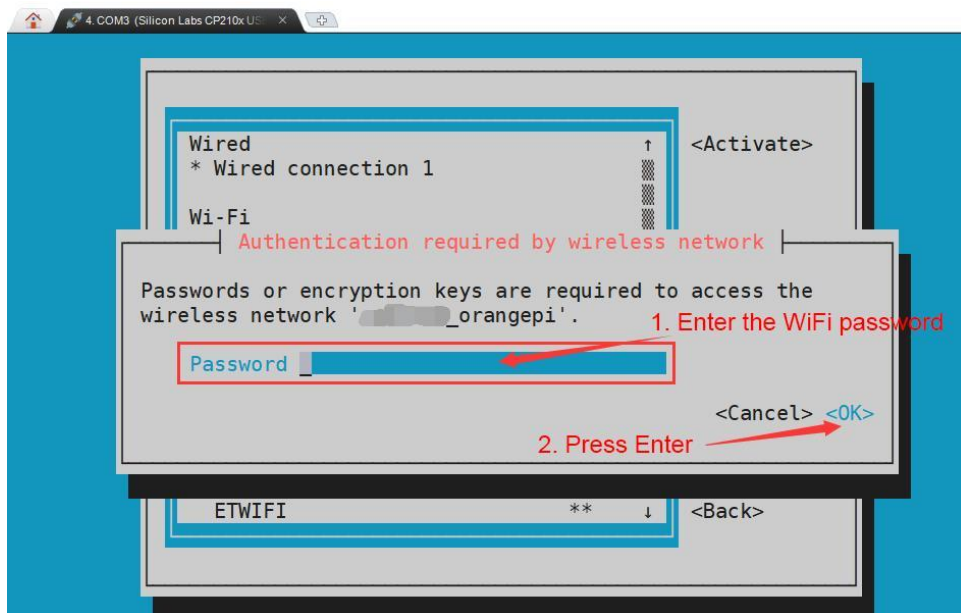 4. COM3 (Silicon Labs CP210x US
Wired
<Activate>
* Wired connection 1
Wi-Fi
Authentication required by wireless network
Passwords or encryption keys are required to access the
wireless network '_orangepi'.
1. Enter the WiFi password
Password _
<Cancel> <OK>
2. Press Enter
ETWIFI ** <Back>